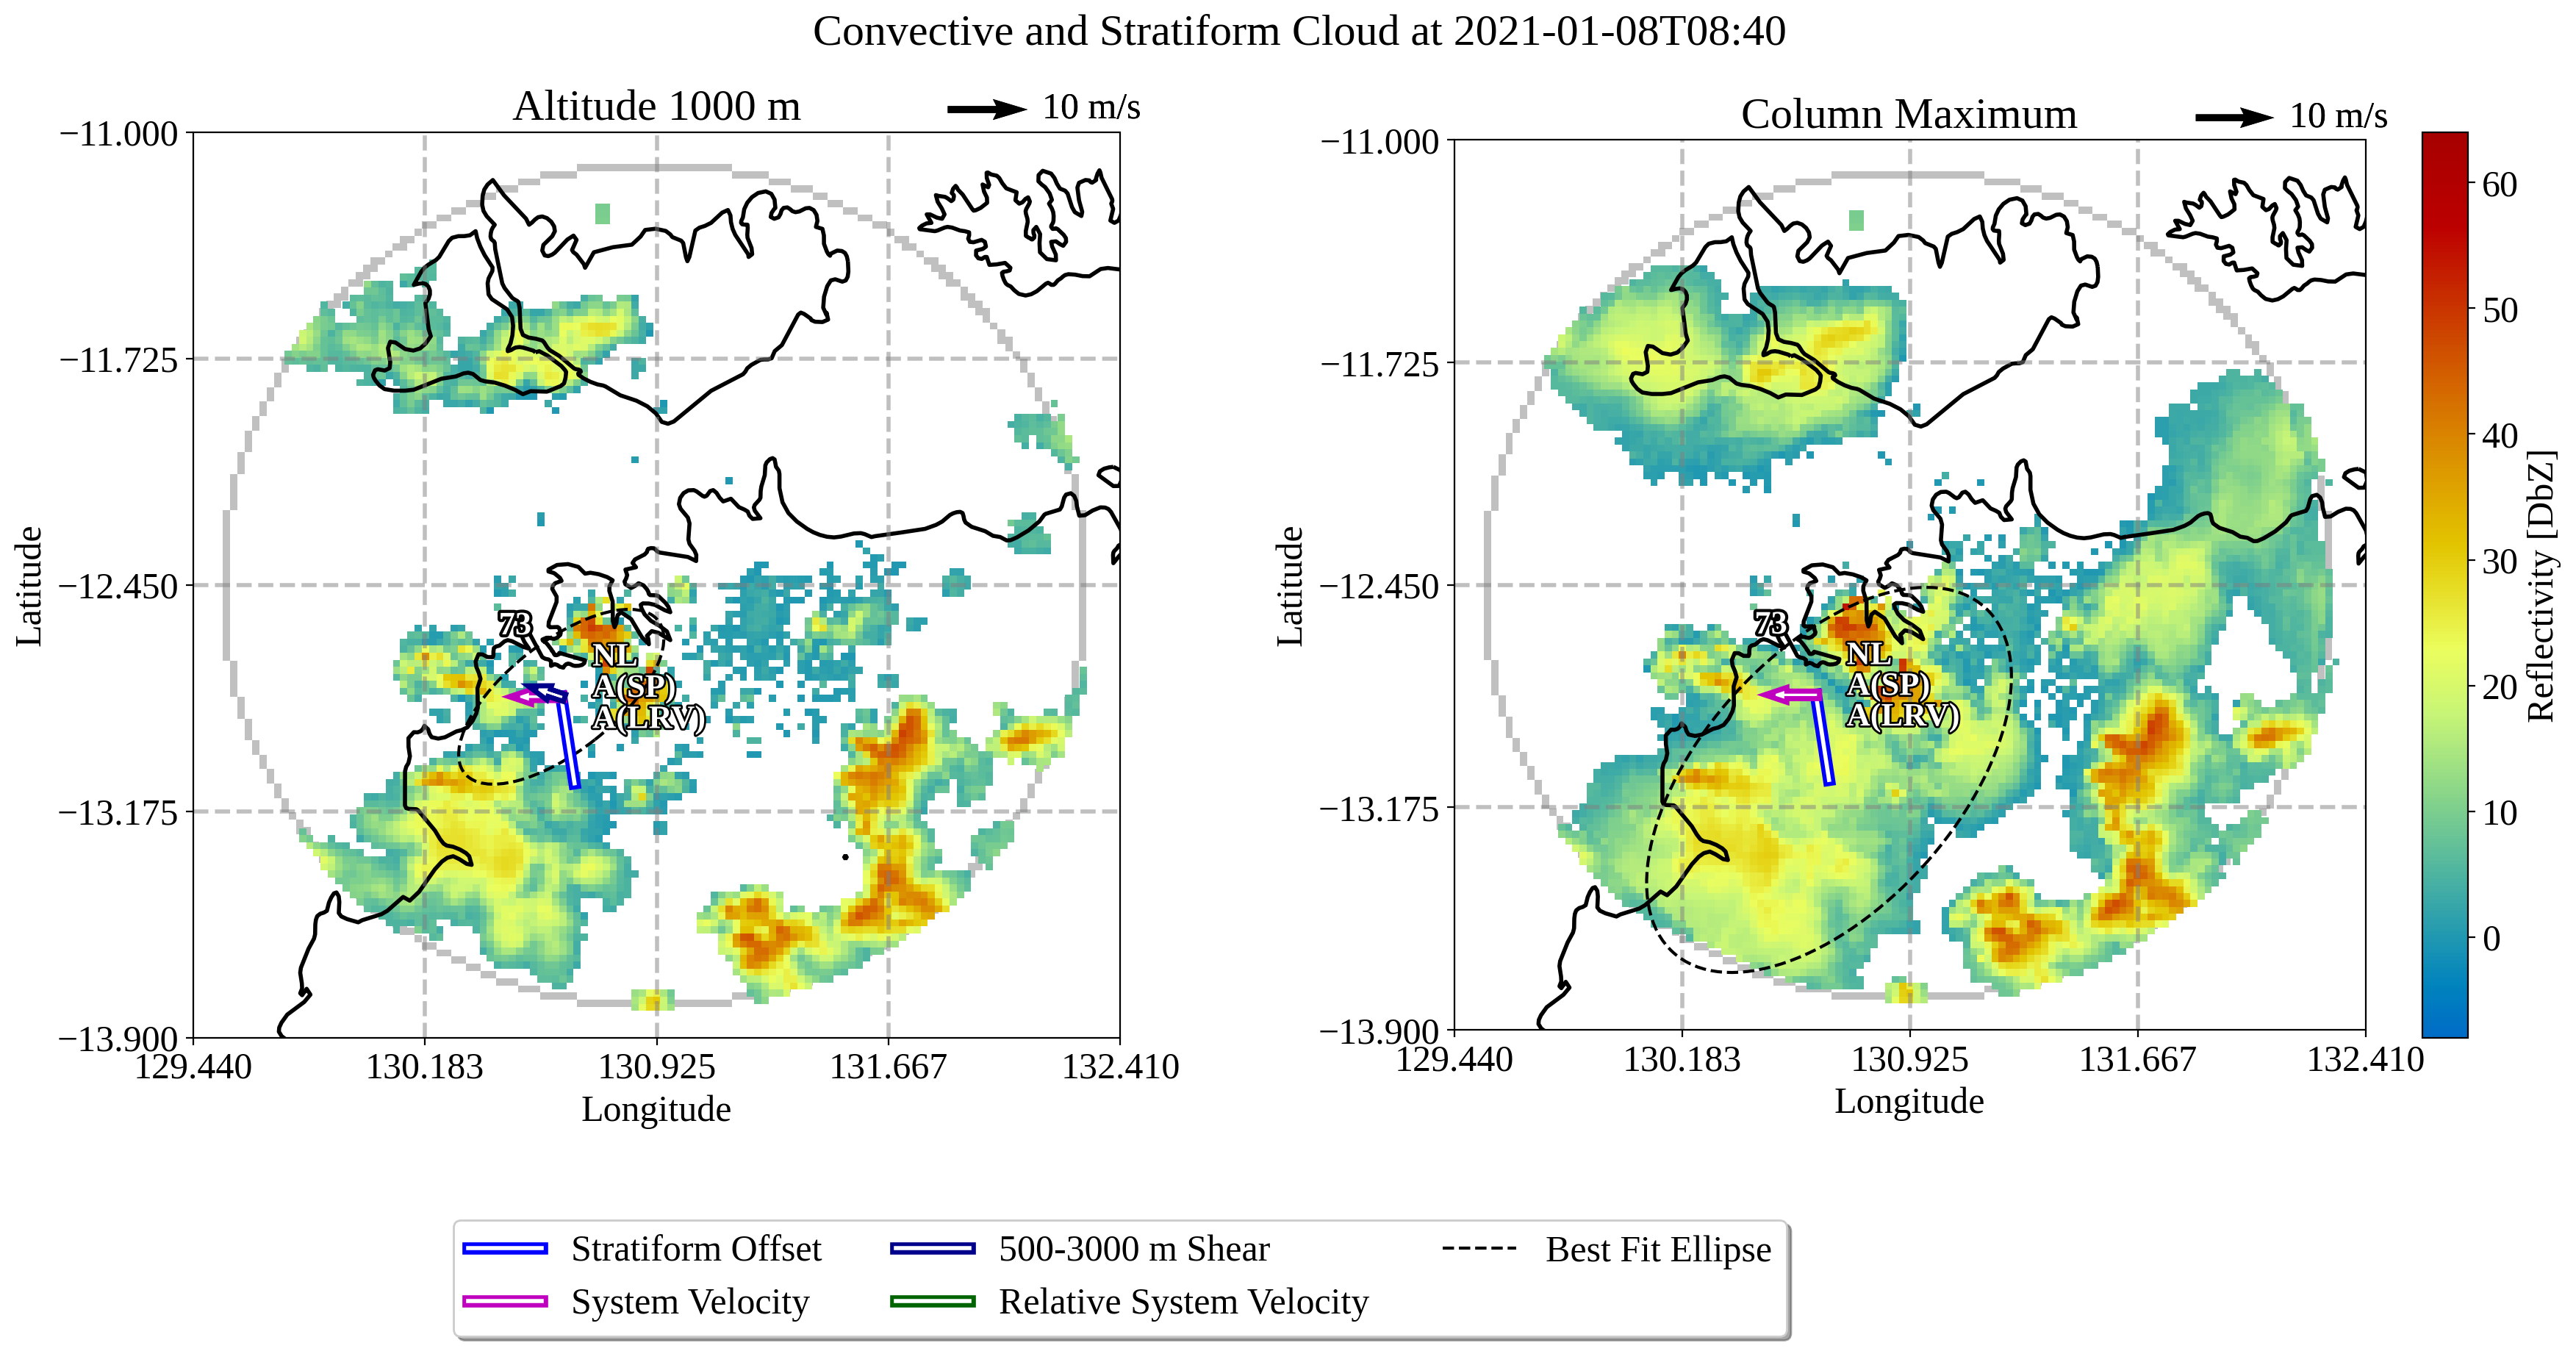 Convective and Stratiform Cloud at 2021-01-08T08:40
Altitude 1000 m
10 m/s
−11.000
−11.725
−12.450
−13.175
−13.900
Latitude
129.440
130.183
130.925
131.667
132.410
Longitude
73
NL
A(SP)
A(LRV)
Column Maximum
10 m/s
−11.000
−11.725
−12.450
−13.175
−13.900
Latitude
129.440
130.183
130.925
131.667
132.410
Longitude
73
NL
A(SP)
A(LRV)
60
50
40
30
20
10
0
Reflectivity [DbZ]
Stratiform Offset
System Velocity
500-3000 m Shear
Relative System Velocity
Best Fit Ellipse